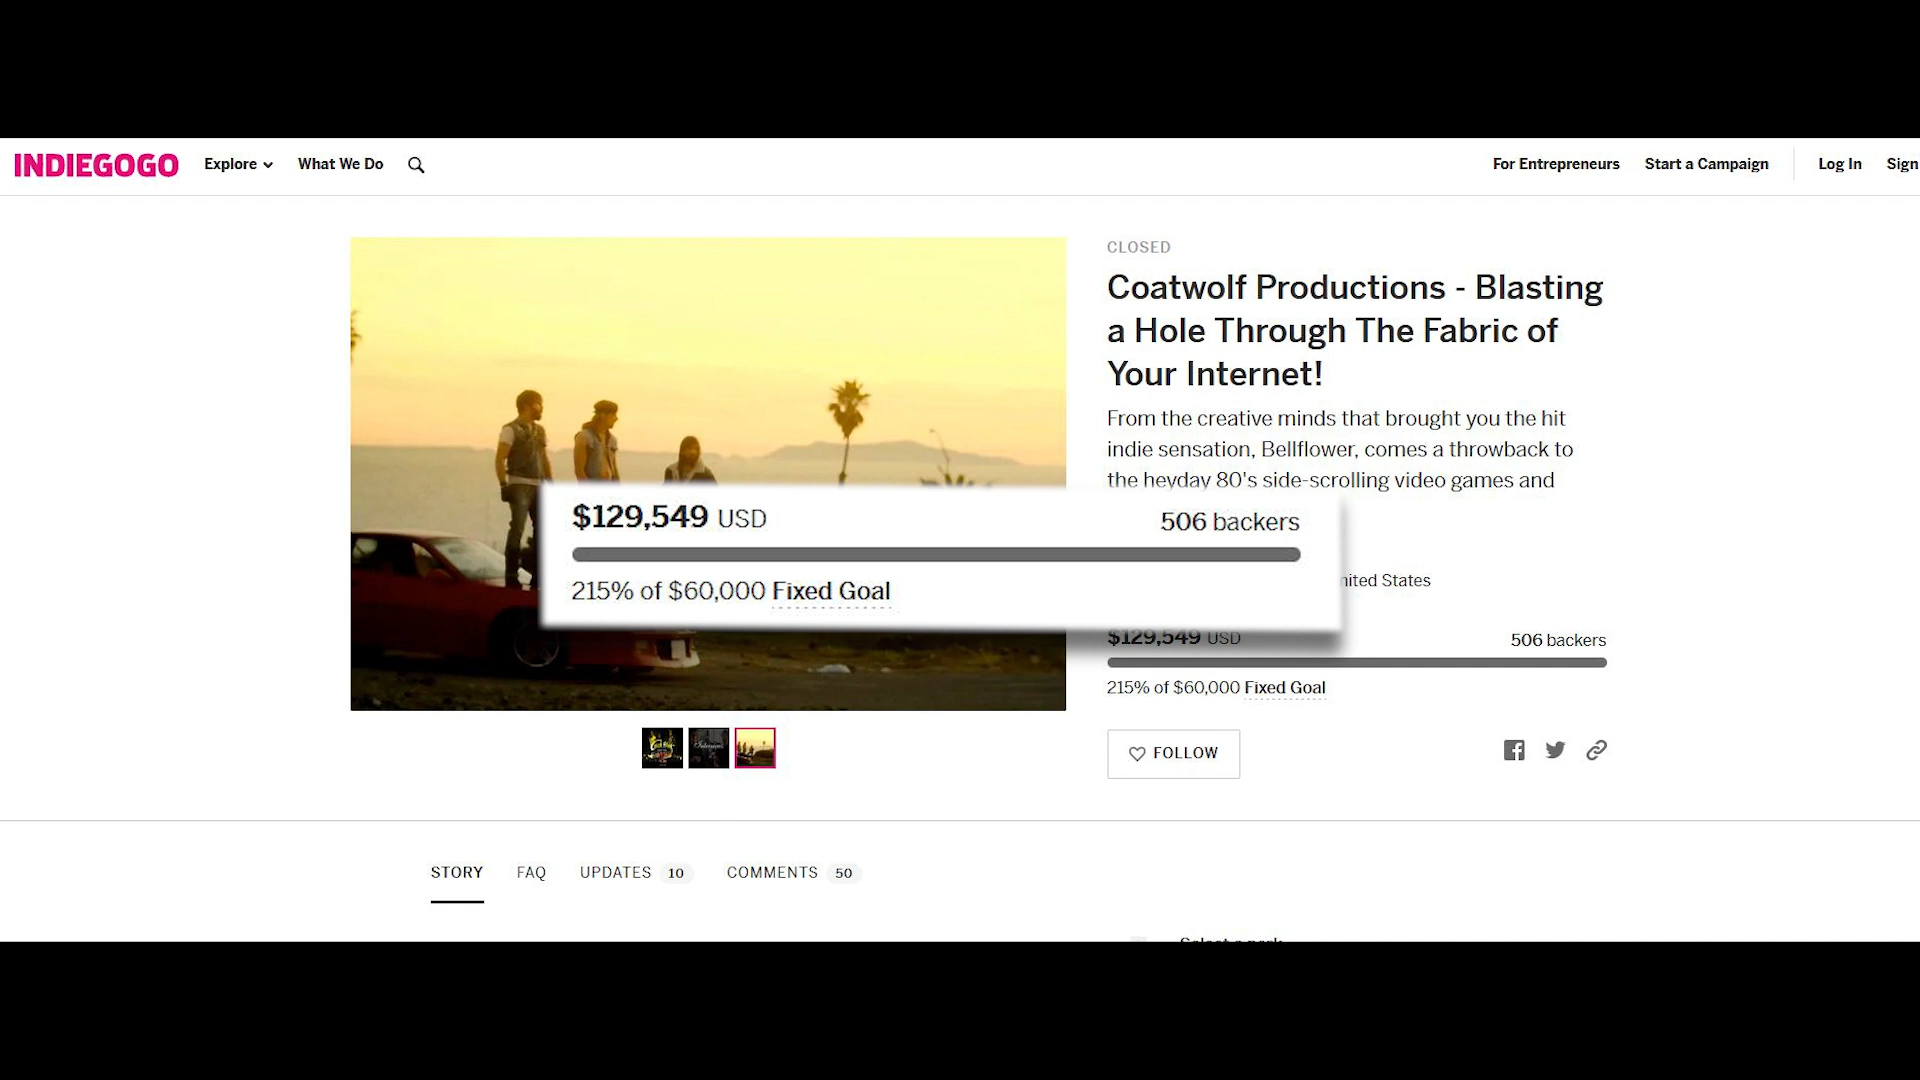 INDIEGOGO Explore What We Do For Entrepreneurs Start a Campaign Log In Sign
CLOSED
Coatwolf Productions - Blasting
a Hole Through The Fabric of
Your Internet!
From the creative minds that brought you the hit
indie sensation, Bellflower, comes a throwback to
the heyday 80's side-scrolling video games and
$129,549 USD 506 backers
215% of $60,000 Fixed Goal
United States
$129,549 USD 506 backers
215% of $60,000 Fixed Goal
FOLLOW
STORY FAQ UPDATES 10 COMMENTS 50
Select a perk